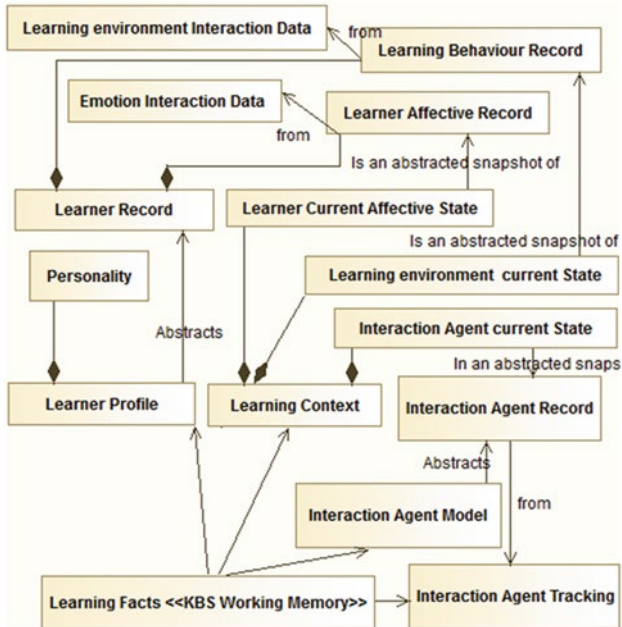 Learning environment Interaction Data
from
Learning Behaviour Record
Emotion Interaction Data
Learner Affective Record
from
Is an abstracted snapshot of
Learner Record
Learner Current Affective State
Is an abstracted snapshot of
Personality
Learning environment current State
Abstracts
Interaction Agent current State
In an abstracted snaps
Learner Profile
Learning Context
Interaction Agent Record
Abstracts
from
Interaction Agent Model
Learning Facts <<KBS Working Memory>>
Interaction Agent Tracking